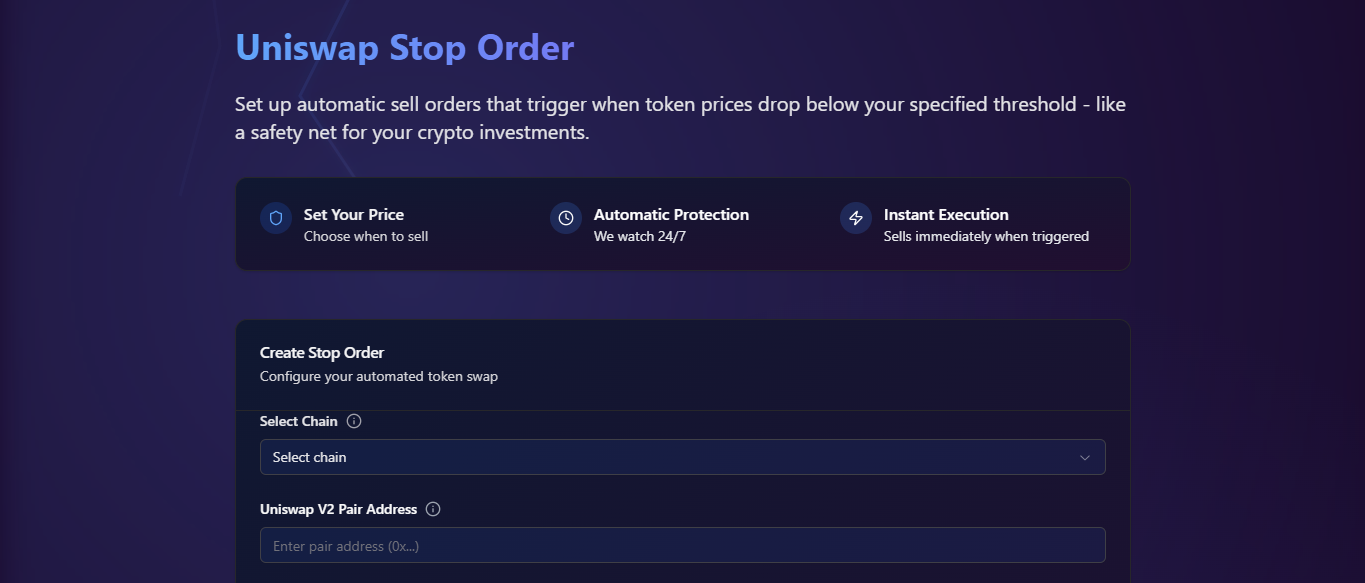 Uniswap Stop Order
Set up automatic sell orders that trigger when token prices drop below your specified threshold - like
a safety net for your crypto investments.
Set Your Price
Choose when to sell
Automatic Protection
We watch 24/7
Instant Execution
Sells immediately when triggered
Create Stop Order
Configure your automated token swap
Select Chain
Select chain
Uniswap V2 Pair Address
Enter pair address (0x...)